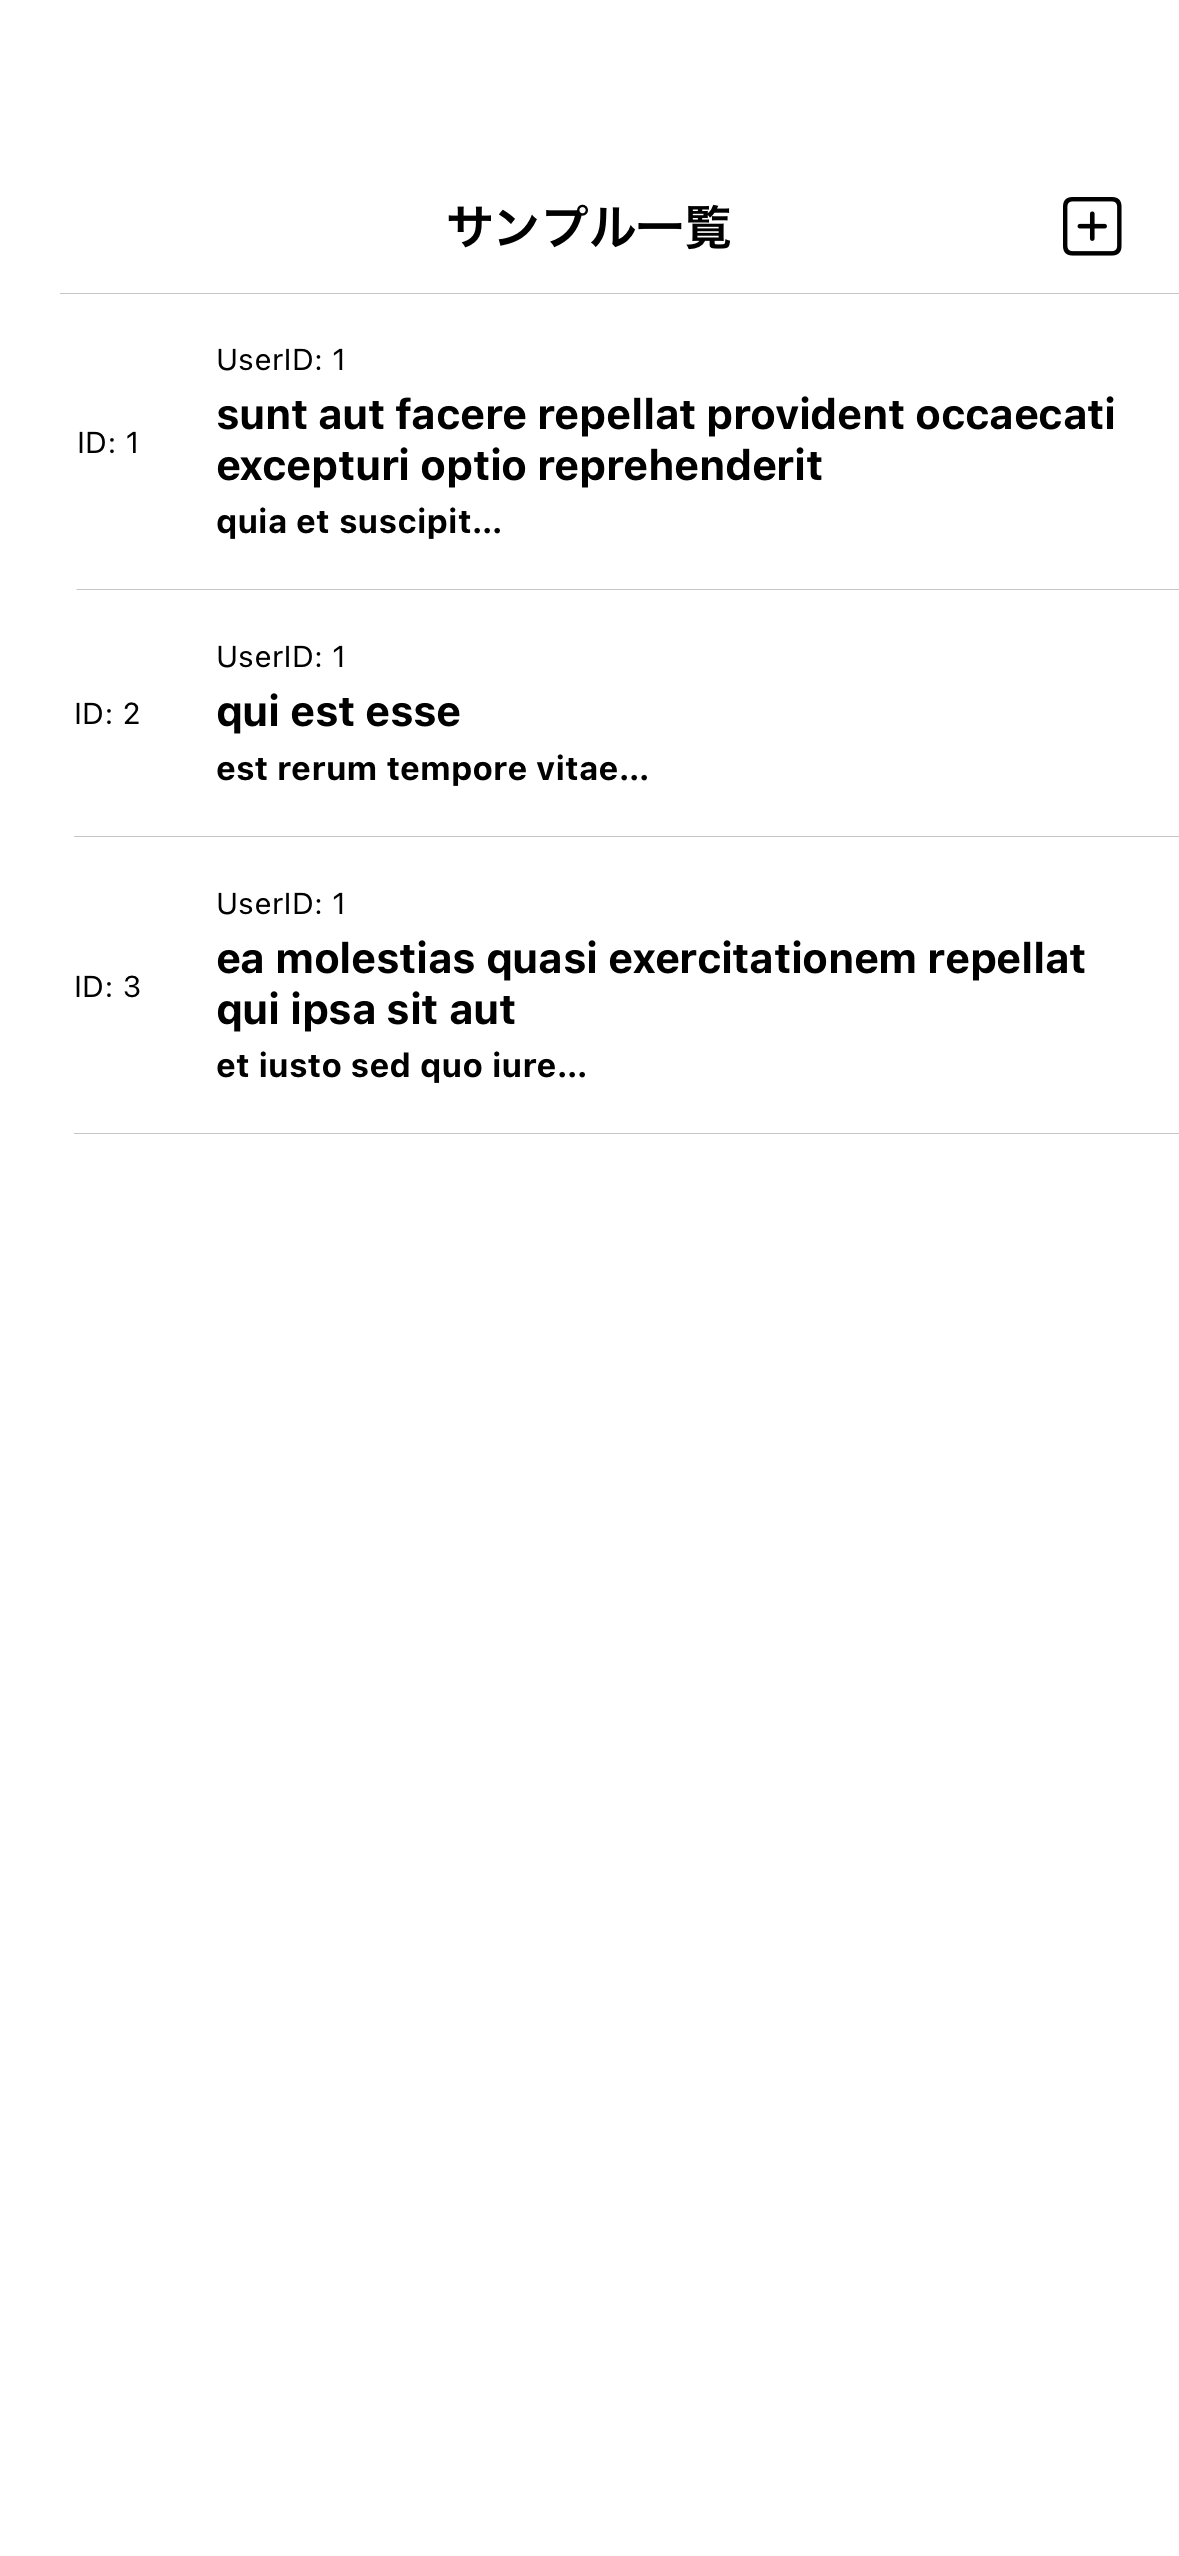 サンプル一覧
UserID: 1
ID: 1
sunt aut facere repellat provident occaecati
excepturi optio reprehenderit
quia et suscipit...
UserID: 1
ID: 2
qui est esse
est rerum tempore vitae...
UserID: 1
ID: 3
ea molestias quasi exercitationem repellat
qui ipsa sit aut
et iusto sed quo iure...